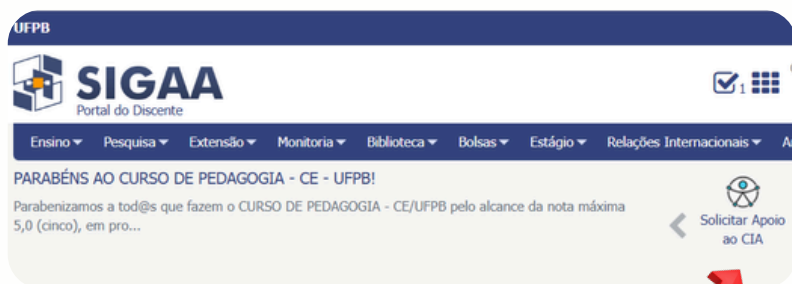 UFPB
SIGAA
Portal do Discente
1
Ensino Pesquisa Extensão Monitoria Biblioteca Bolsas Estágio Relações Internacionais
PARABÉNS AO CURSO DE PEDAGOGIA - CE - UFPB!
Parabenizamos a tod@s que fazem o CURSO DE PEDAGOGIA - CE/UFPB pelo alcance da nota máxima
5,0 (cinco), em pro...
Solicitar Apoio
ao CIA